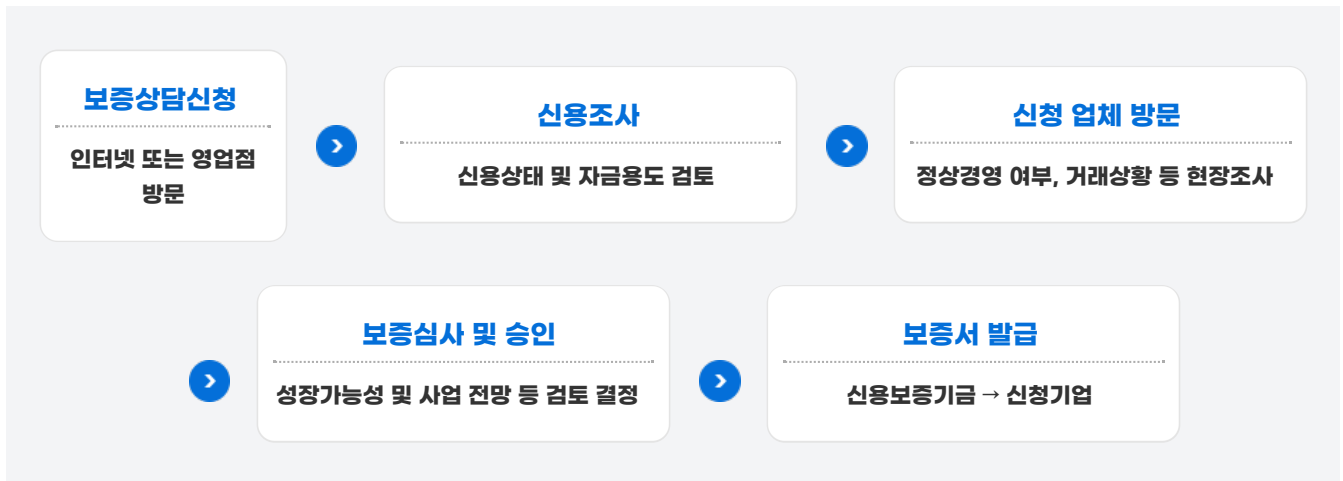 보증상담신청
인터넷 또는 영업점
방문
신용조사
신용상태 및 자금용도 검토
신청 업체 방문
정상경영 여부, 거래상황 등 현장조사
보증심사 및 승인
성장가능성 및 사업 전망 등 검토 결정
보증서 발급
신용보증기금 → 신청기업